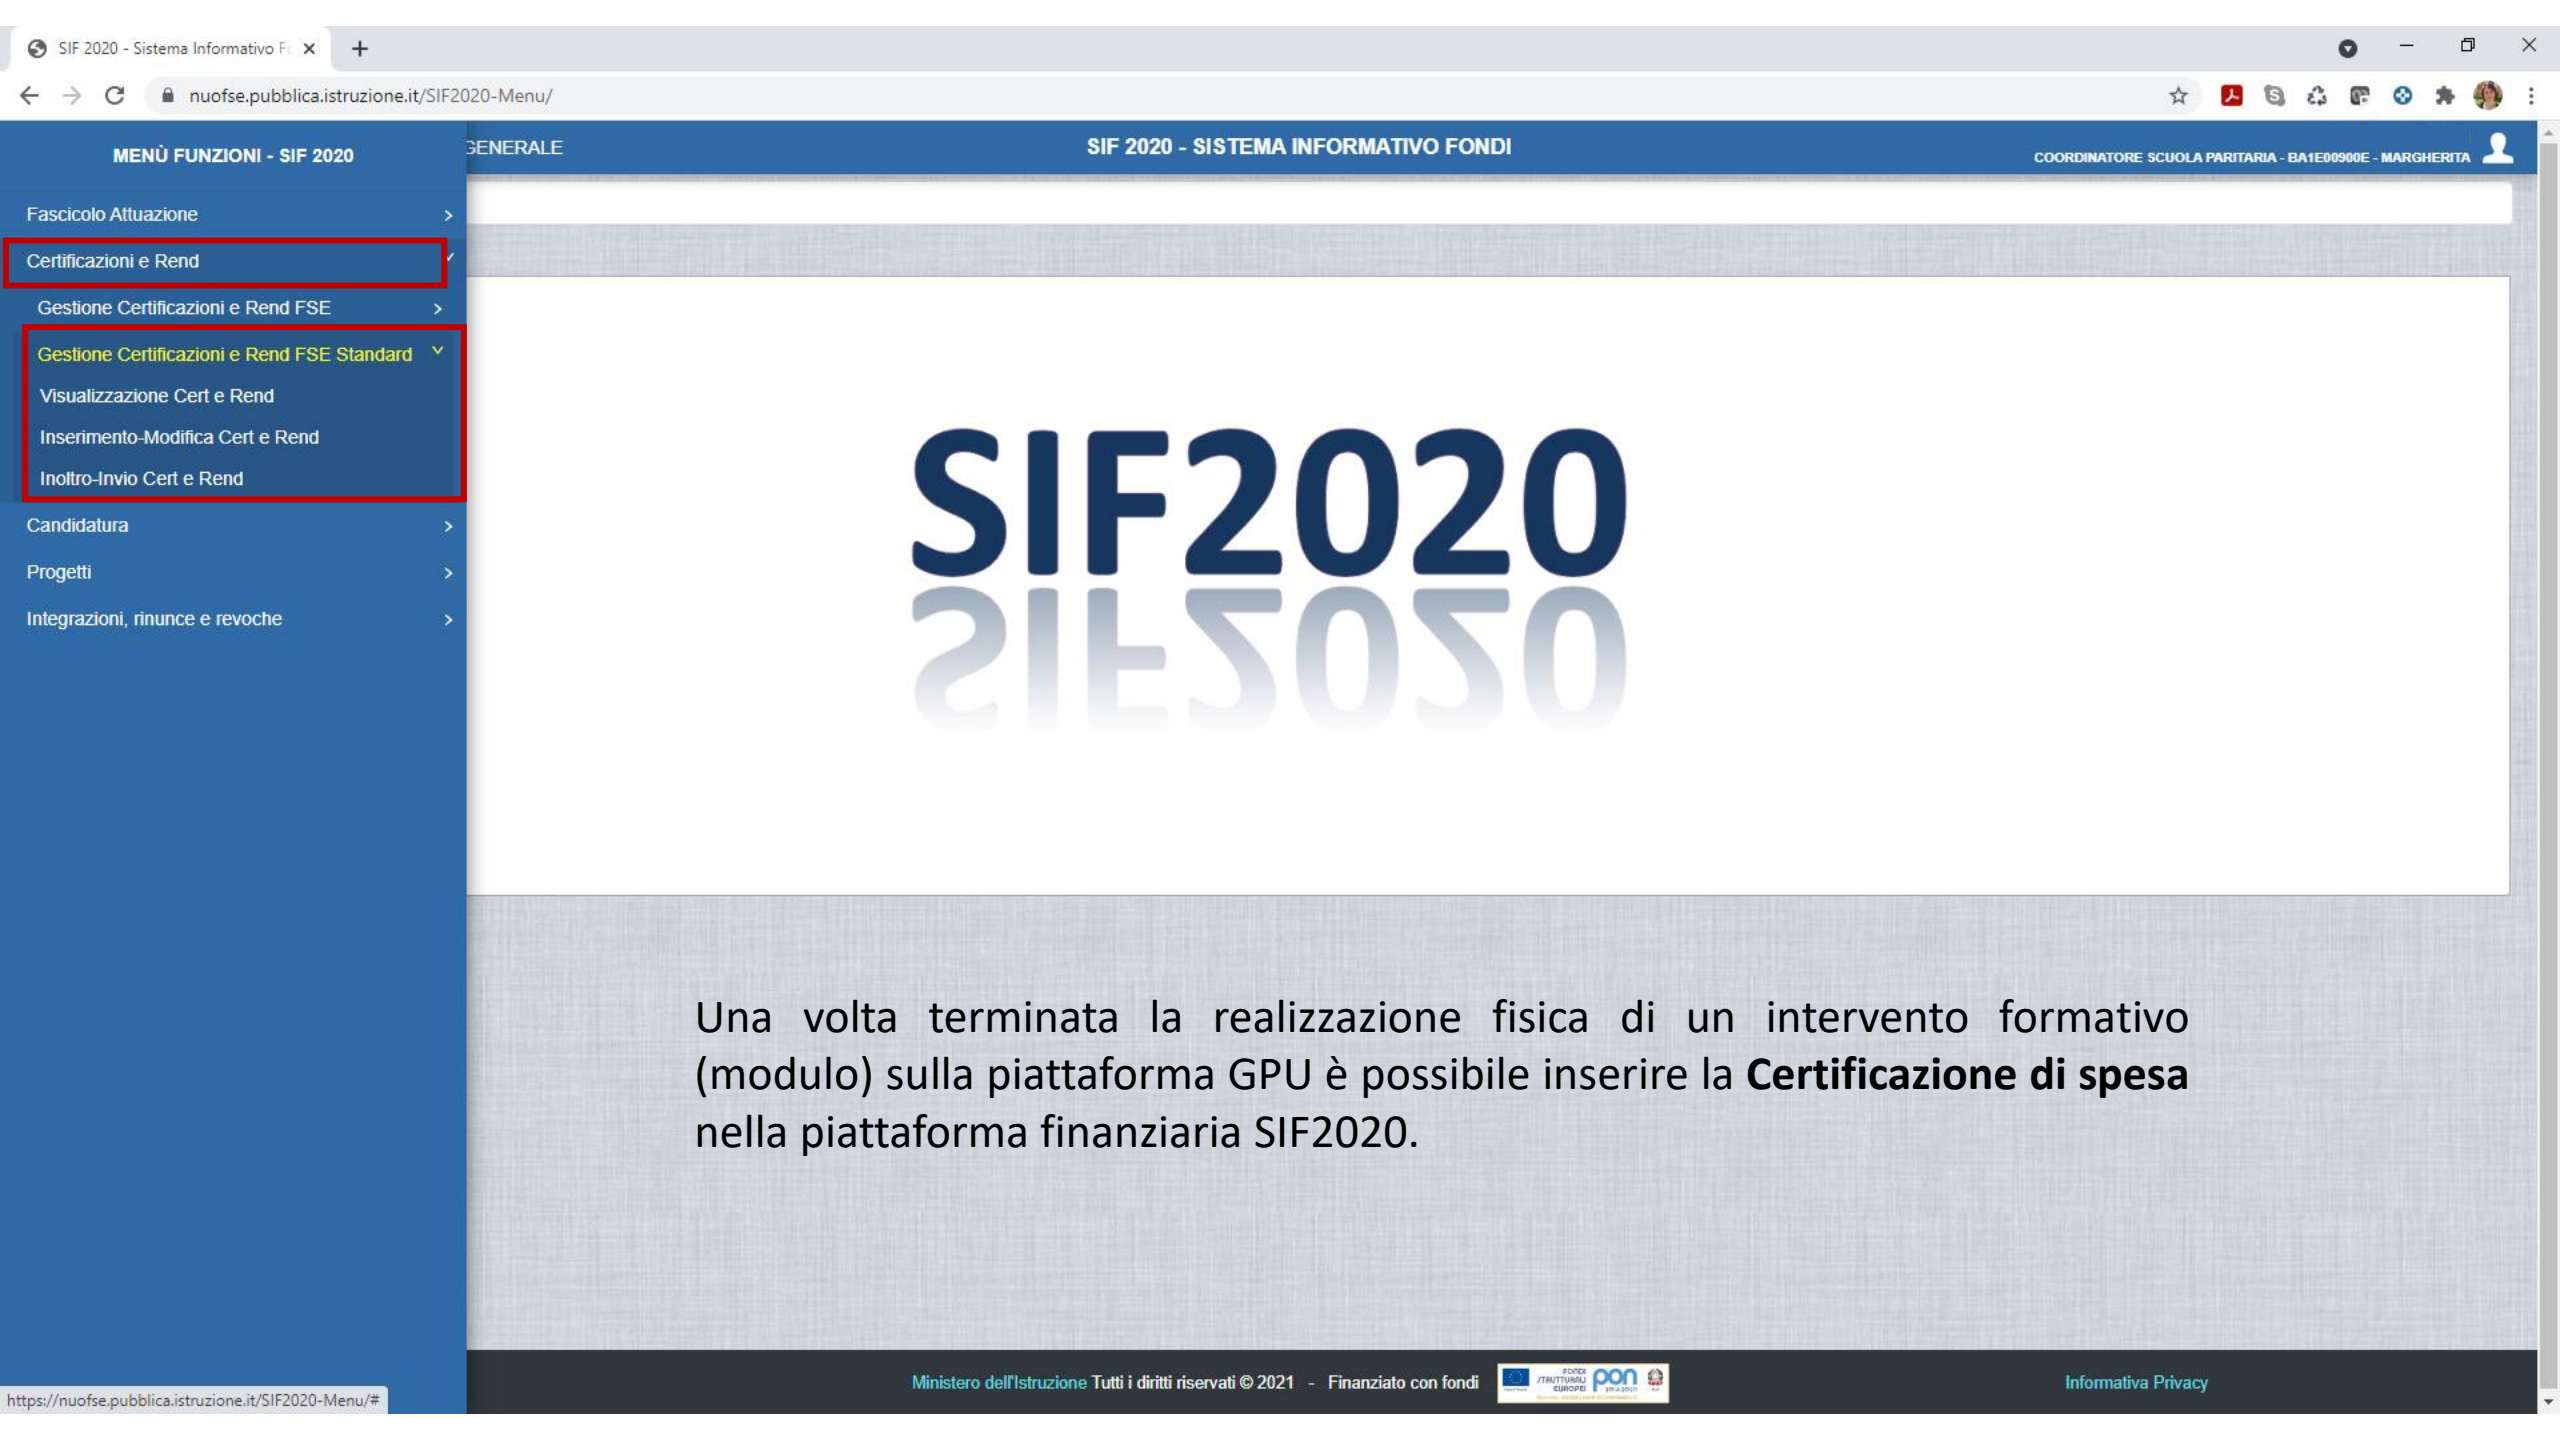 SIF 2020 - Sistema Informativo F
nuofse.pubblica.istruzione.it/SIF2020-Menu/
MENÙ FUNZIONI - SIF 2020
GENERALE
SIF 2020 - SISTEMA INFORMATIVO FONDI
COORDINATORE SCUOLA PARITARIA - BA1E00900E - MARGHERITA
Fascicolo Attuazione
Certificazioni e Rend
Gestione Certificazioni e Rend FSE
Gestione Certificazioni e Rend FSE Standard
Visualizzazione Cert e Rend
Inserimento-Modifica Cert e Rend
Inoltro-Invio Cert e Rend
Candidatura
Progetti
Integrazioni, rinunce e revoche
SIF2020
Una volta terminata la realizzazione fisica di un intervento formativo
(modulo) sulla piattaforma GPU è possibile inserire la Certificazione di spesa
nella piattaforma finanziaria SIF2020.
Ministero dell'Istruzione Tutti i diritti riservati © 2021 - Finanziato con fondi
FONDI
STRUTTURALI
EUROPEI
pon
2014-2020
Informativa Privacy
https://nuofse.pubblica.istruzione.it/SIF2020-Menu/#